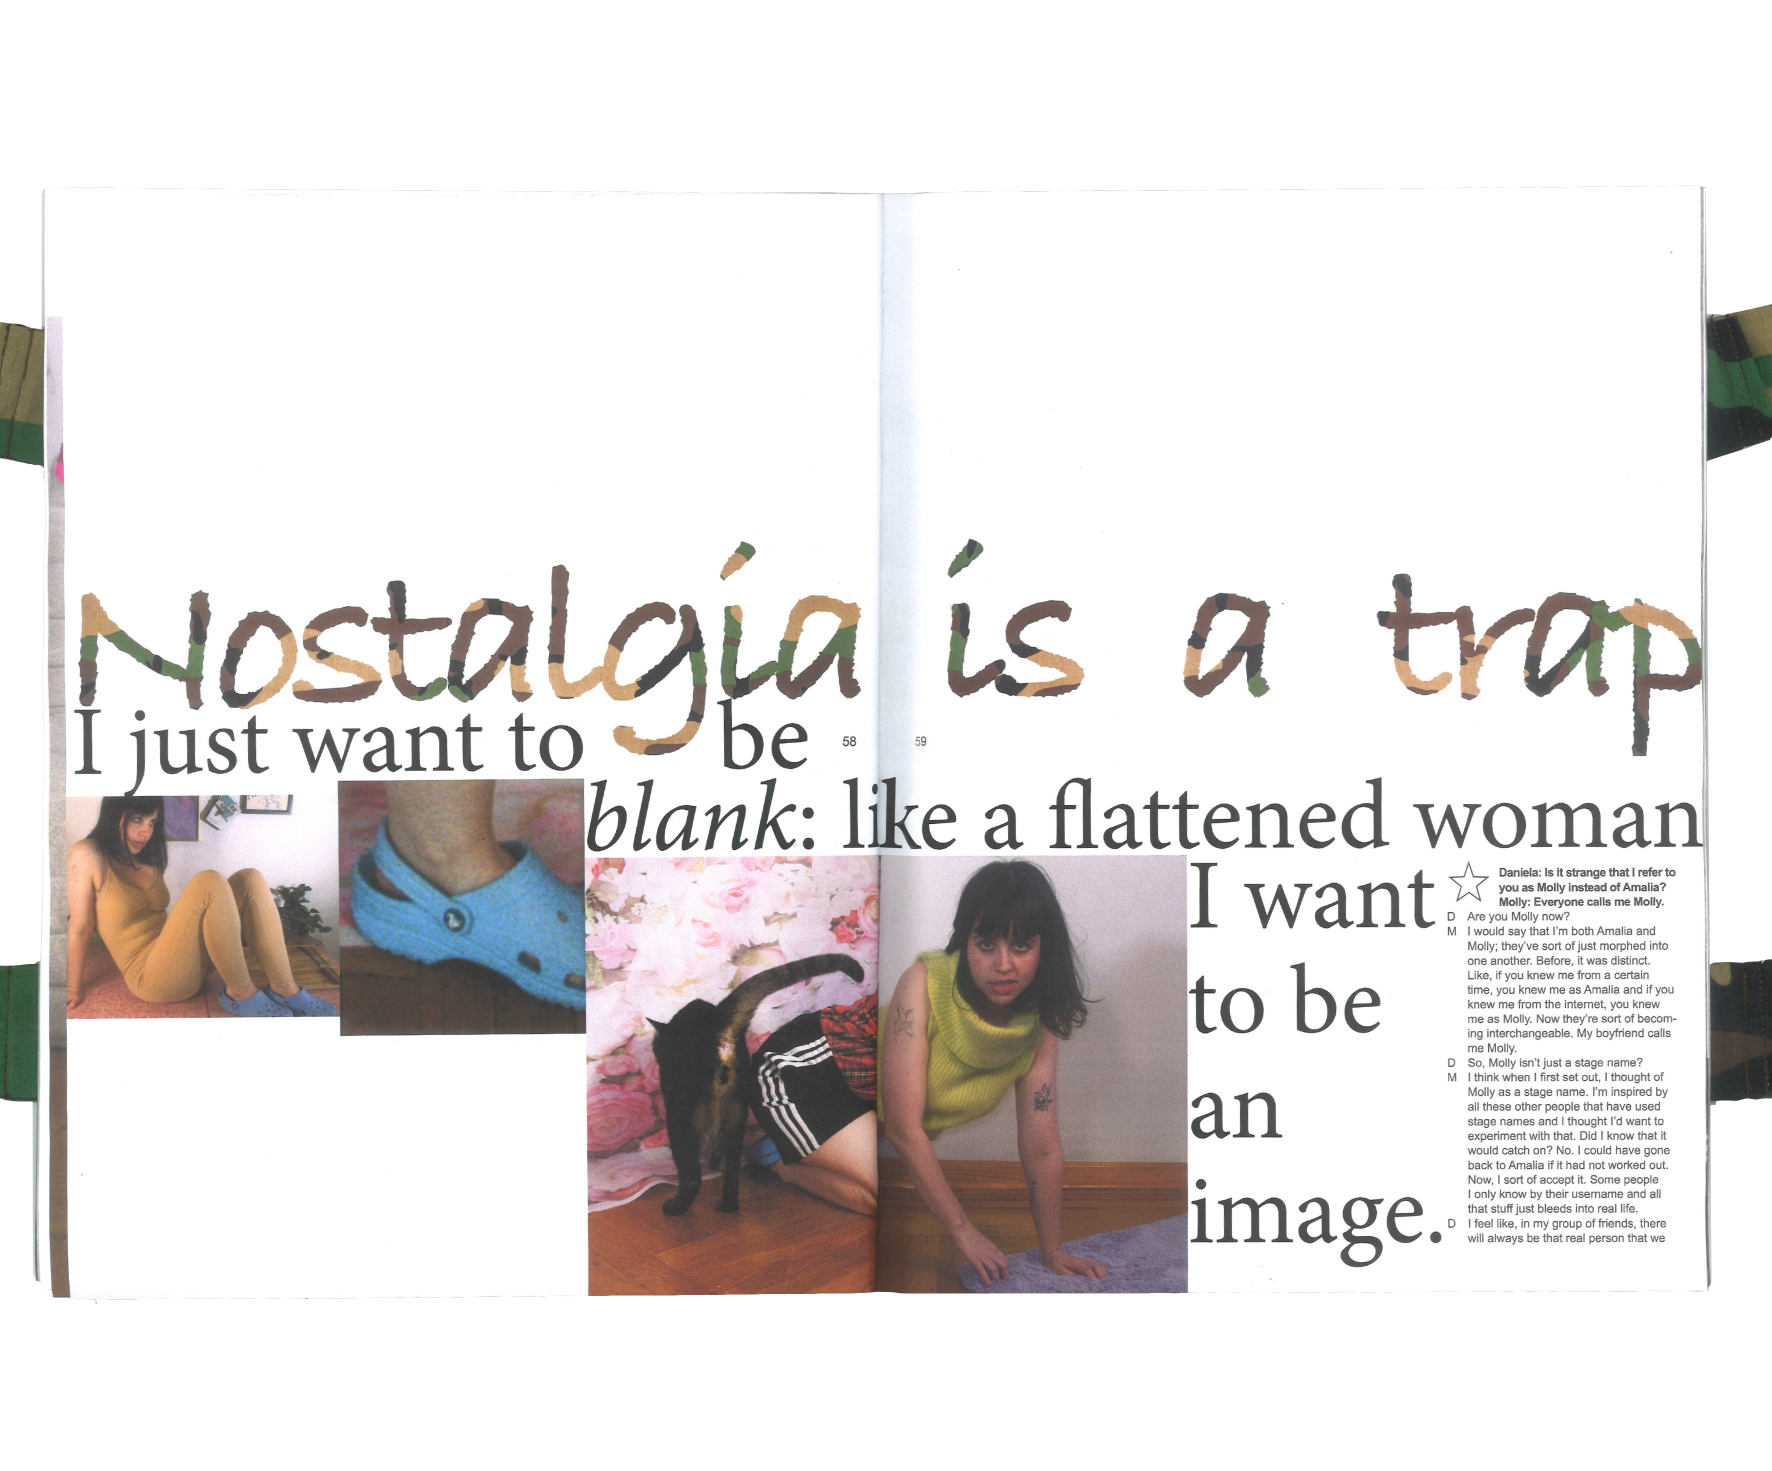 Nostalgia is a trap
I just want to be
58
59
blank: like a flattened woman
I want
to be
an
image.
Daniela: Is it strange that I refer to
you as Molly instead of Amalia?
Molly: Everyone calls me Molly.
D Are you Molly now?
M I would say that I'm both Amalia and
Molly; they've sort of just morphed into
one another. Before, it was distinct.
Like, if you knew me from a certain
time, you knew me as Amalia and if you
knew me from the internet, you knew
me as Molly. Now they're sort of becom-
ing interchangeable. My boyfriend calls
me Molly.
D So, Molly isn't just a stage name?
M I think when I first set out, I thought of
Molly as a stage name. I'm inspired by
all these other people that have used
stage names and I thought I'd want to
experiment with that. Did I know that it
would catch on? No. I could have gone
back to Amalia if it had not worked out.
Now, I sort of accept it. Some people
I only know by their username and all
that stuff just bleeds into real life.
D I feel like, in my group of friends, there
will always be that real person that we